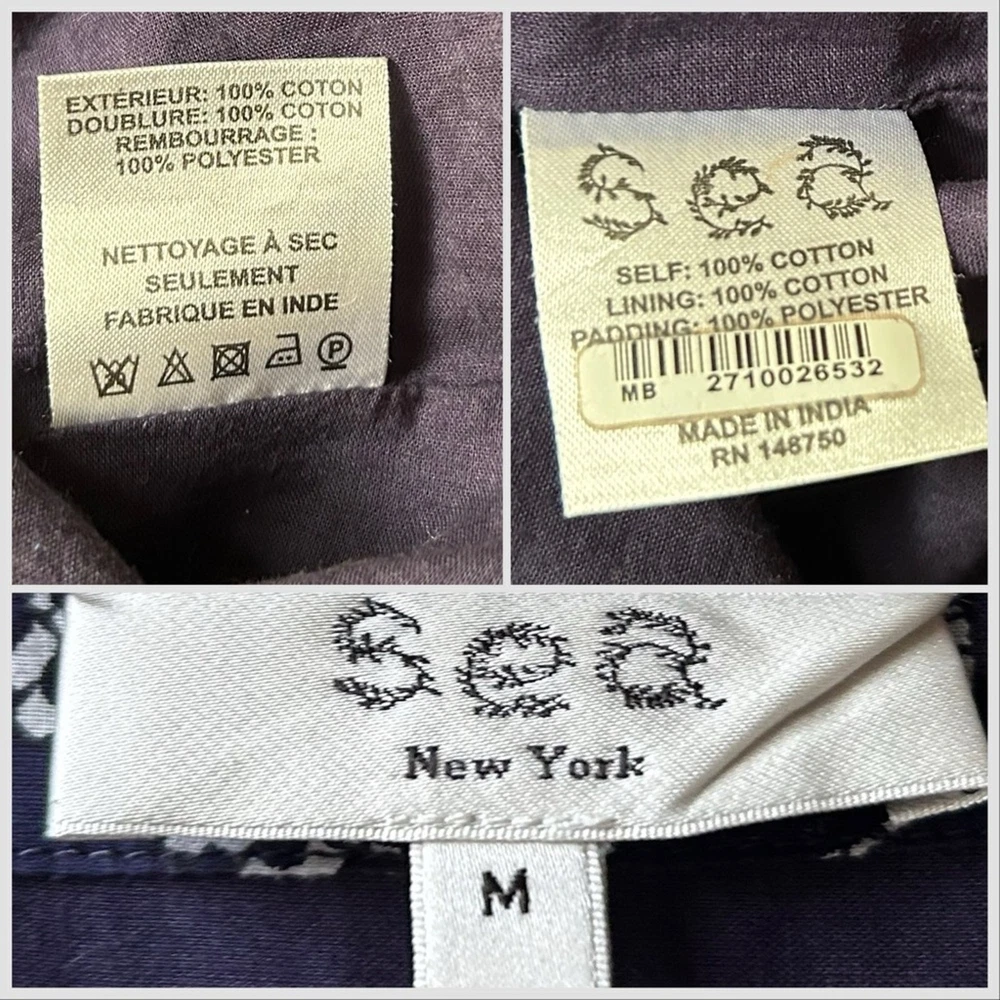 EXTÉRIEUR: 100% COTON
DOUBLURE: 100% COTON
REMBOURRAGE :
100% POLYESTER
NETTOYAGE À SEC
SEULEMENT
FABRIQUE EN INDE
P
Sea
SELF: 100% COTTON
LINING: 100% COTTON
PADDING: 100% POLYESTER
MB 2710026532
MADE IN INDIA
RN 148750
Sea
New York
M